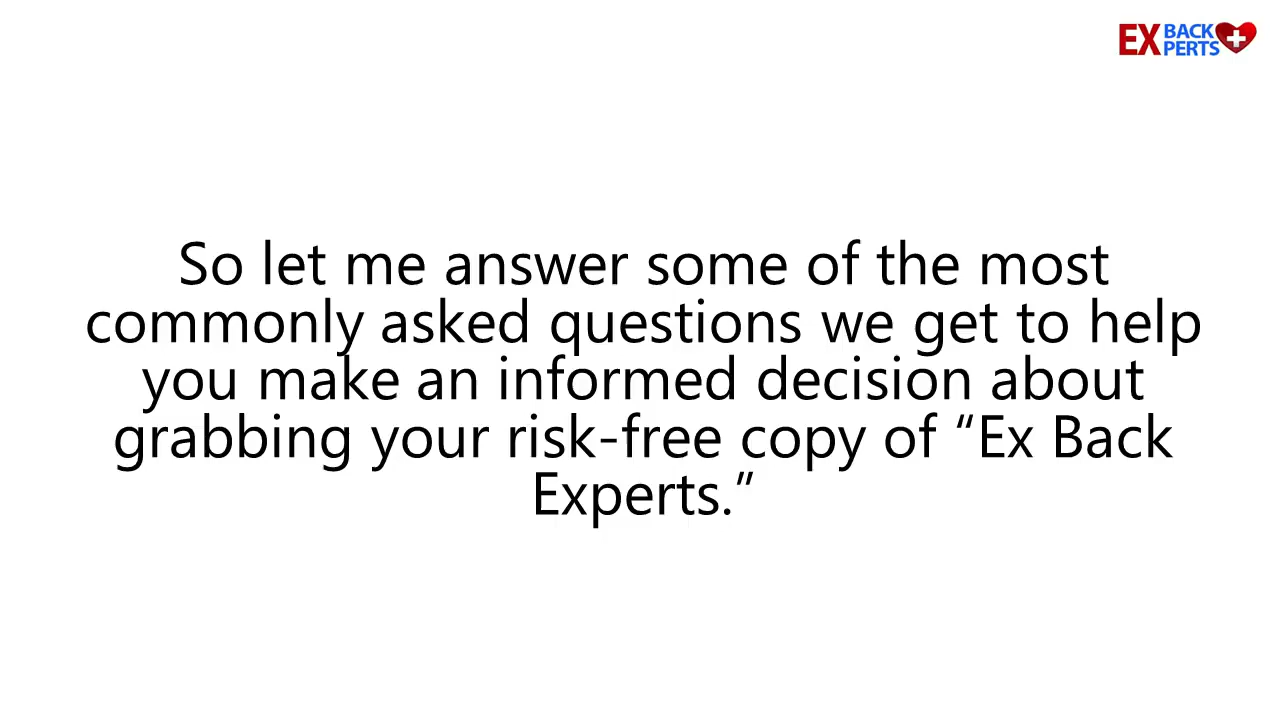 EX BACK
PERTS
So let me answer some of the most
commonly asked questions we get to help
you make an informed decision about
grabbing your risk-free copy of “Ex Back
Experts.”